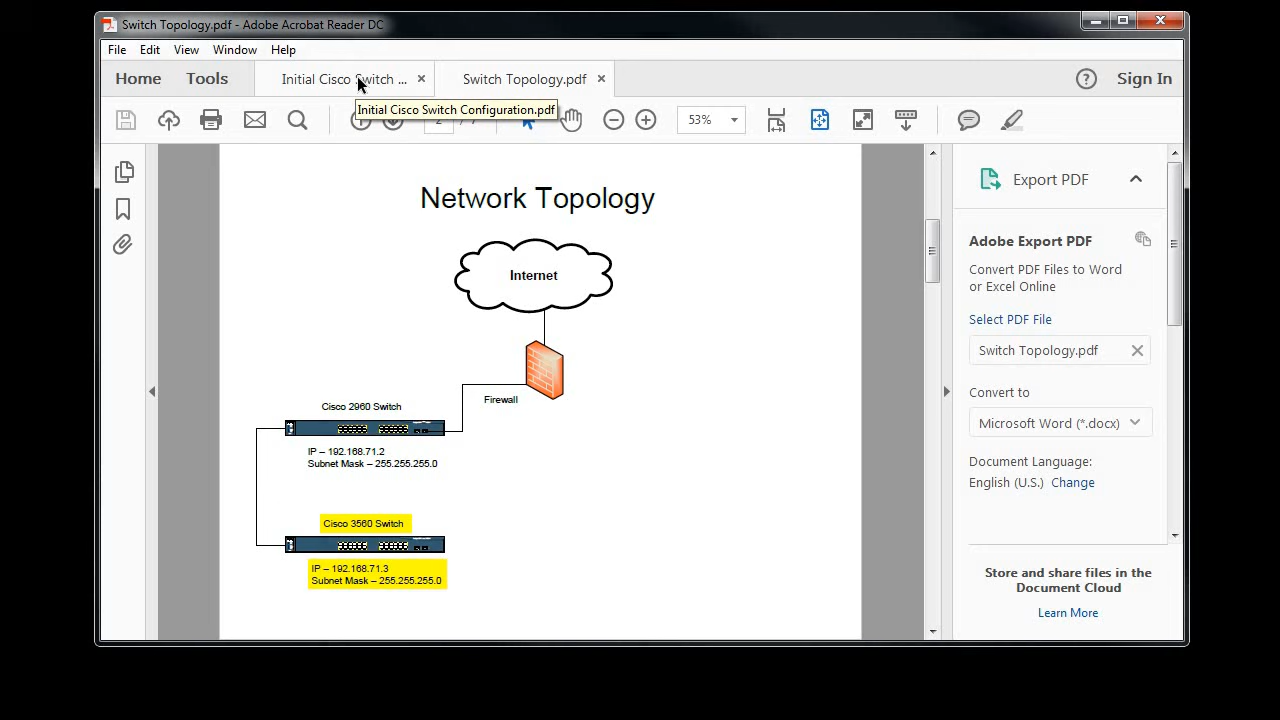 Switch Topology.pdf - Adobe Acrobat Reader DC
File Edit View Window Help
Home Tools Initial Cisco Switch ... Switch Topology.pdf Sign In
Initial Cisco Switch Configuration.pdf
53%
Network Topology
Internet
Firewall
Cisco 2960 Switch
IP – 192.168.71.2
Subnet Mask – 255.255.255.0
Cisco 3560 Switch
IP – 192.168.71.3
Subnet Mask – 255.255.255.0
Export PDF
Adobe Export PDF
Convert PDF Files to Word
or Excel Online
Select PDF File
Switch Topology.pdf
Convert to
Microsoft Word (*.docx)
Document Language:
English (U.S.) Change
Store and share files in the
Document Cloud
Learn More